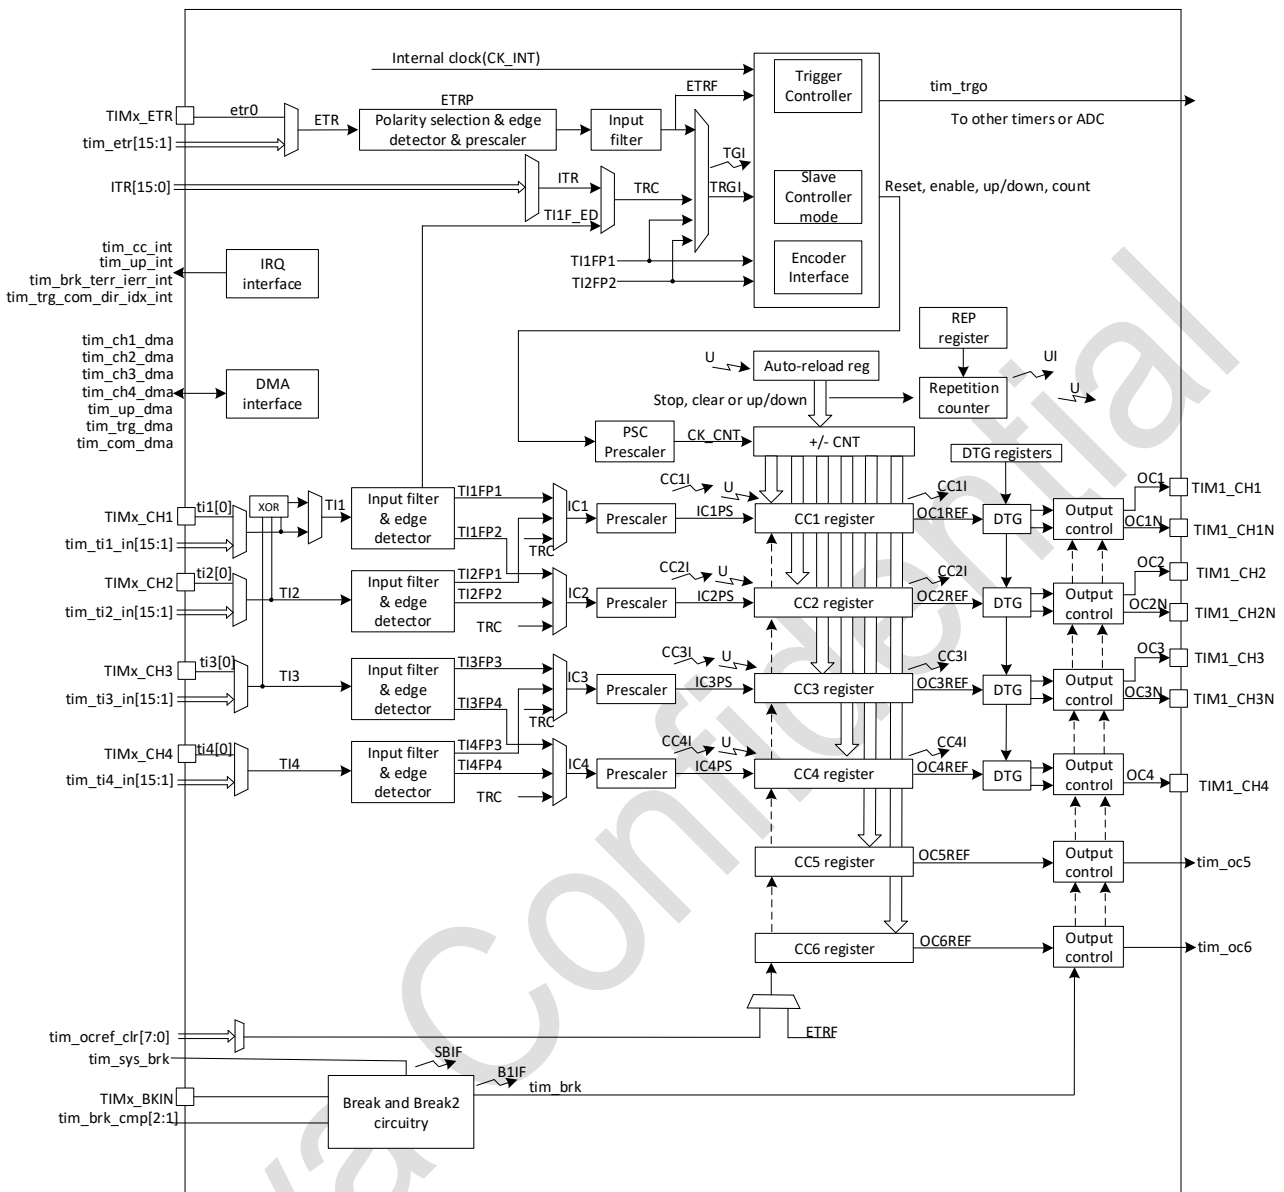 Internal clock(CK_INT)
Trigger
Controller
tim_trgo
To other timers or ADC
ETRF
ETRP
TIMx_ETR
etr0
ETR
Polarity selection & edge
detector & prescaler
Input
filter
tim_etr[15:1]
TGI
ITR[15:0]
ITR
TRC
TRGI
Slave
Controller
mode
Reset, enable, up/down, count
TI1F_ED
TI1FP1
TI2FP2
Encoder
Interface
tim_cc_int
tim_up_int
tim_brk_terr_ierr_int
tim_trg_com_dir_idx_int
IRQ
interface
REP
register
tim_ch1_dma
tim_ch2_dma
tim_ch3_dma
tim_ch4_dma
tim_up_dma
tim_trg_dma
tim_com_dma
DMA
interface
U
Auto-reload reg
UI
U
Repetition
counter
Stop, clear or up/down
PSC
Prescaler
CK_CNT
+/- CNT
DTG registers
TIMx_CH1
ti1[0]
XOR
TI1
Input filter
& edge
detector
TI1FP1
TI1FP2
IC1
TRC
Prescaler
CC1I
U
IC1PS
CC1 register
CC1I
OC1REF
DTG
Output
control
OC1
TIM1_CH1
OC1N
TIM1_CH1N
tim_ti1_in[15:1]
TIMx_CH2
ti2[0]
TI2
Input filter
& edge
detector
TI2FP1
TI2FP2
IC2
TRC
Prescaler
CC2I
U
IC2PS
CC2 register
CC2I
OC2REF
DTG
Output
control
OC2
TIM1_CH2
OC2N
TIM1_CH2N
tim_ti2_in[15:1]
TIMx_CH3
ti3[0]
TI3
Input filter
& edge
detector
TI3FP3
TI3FP4
IC3
TRC
Prescaler
CC3I
U
IC3PS
CC3 register
CC3I
OC3REF
DTG
Output
control
OC3
TIM1_CH3
OC3N
TIM1_CH3N
tim_ti3_in[15:1]
TIMx_CH4
ti4[0]
TI4
Input filter
& edge
detector
TI4FP3
TI4FP4
IC4
TRC
Prescaler
CC4I
U
IC4PS
CC4 register
CC4I
OC4REF
DTG
Output
control
OC4
TIM1_CH4
tim_ti4_in[15:1]
CC5 register
OC5REF
Output
control
tim_oc5
CC6 register
OC6REF
Output
control
tim_oc6
tim_ocref_clr[7:0]
ETRF
tim_sys_brk
SBIF
B1IF
tim_brk
TIMx_BKIN
tim_brk_cmp[2:1]
Break and Break2
circuitry
Confidential